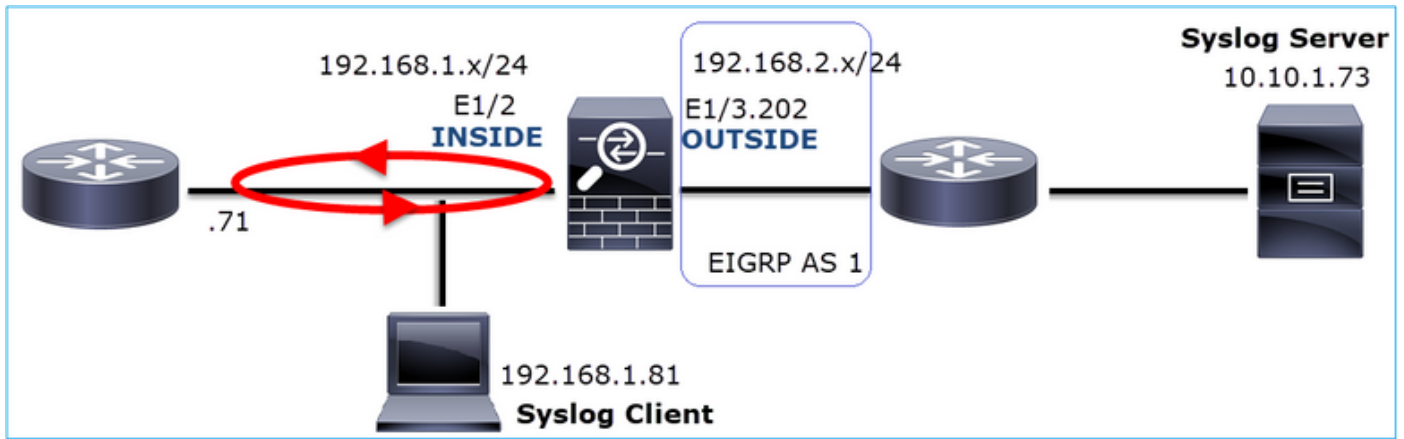 192.168.1.x/24
E1/2
INSIDE
.71
192.168.1.81
Syslog Client
192.168.2.x/24
E1/3.202
OUTSIDE
EIGRP AS 1
Syslog Server
10.10.1.73